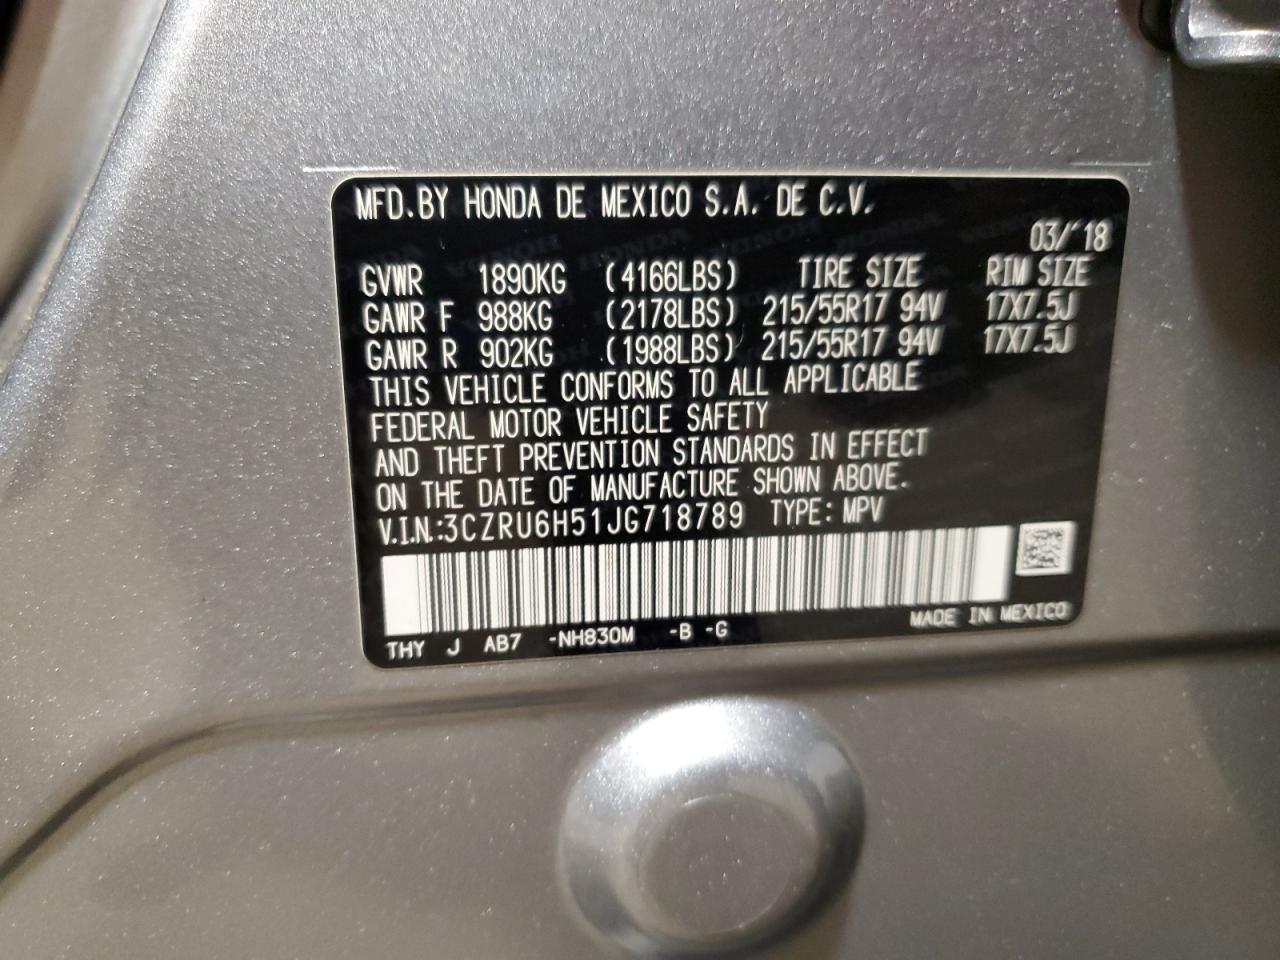 MFD.BY HONDA DE MEXICO S.A. DE C.V.
03/'18
GVWR 1890KG (4166LBS) TIRE SIZE RIM SIZE
GAWR F 988KG (2178LBS) 215/55R17 94V 17X7.5J
GAWR R 902KG (1988LBS) 215/55R17 94V 17X7.5J
THIS VEHICLE CONFORMS TO ALL APPLICABLE
FEDERAL MOTOR VEHICLE SAFETY
AND THEFT PREVENTION STANDARDS IN EFFECT
ON THE DATE OF MANUFACTURE SHOWN ABOVE.
V.I.N.:3CZRU6H51JG718789 TYPE: MPV
MADE IN MEXICO
THY J AB7 -NH830M -B -G